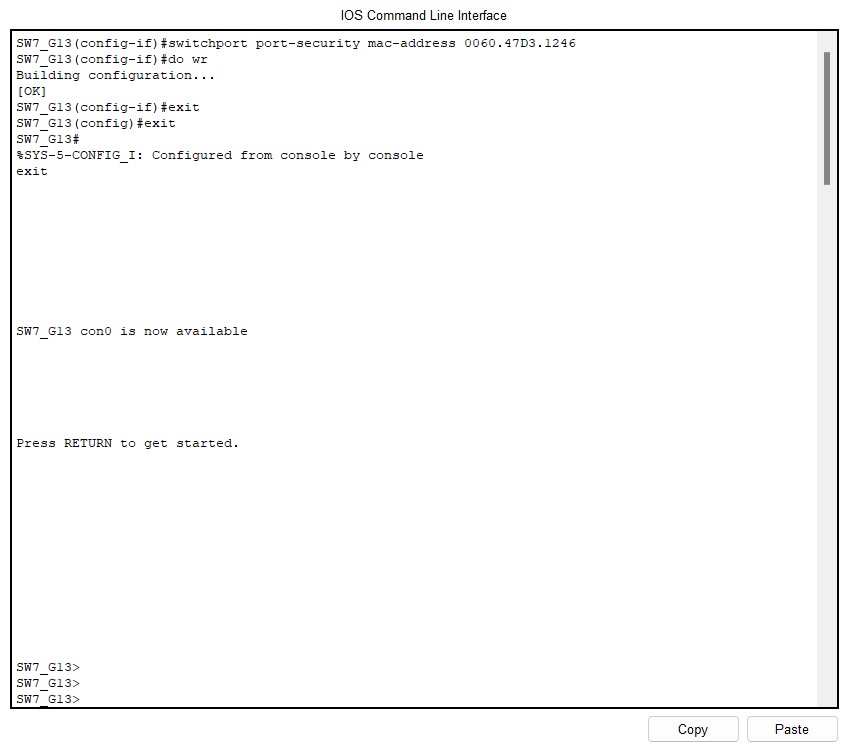 IOS Command Line Interface
SW7_G13(config-if)#switchport port-security mac-address 0060.47D3.1246
SW7_G13(config-if)#do wr
Building configuration...
[OK]
SW7_G13(config-if)#exit
SW7_G13(config)#exit
SW7_G13#
%SYS-5-CONFIG_I: Configured from console by console
exit
SW7_G13 con0 is now available
Press RETURN to get started.
SW7_G13>
SW7_G13>
SW7_G13>
Copy
Paste